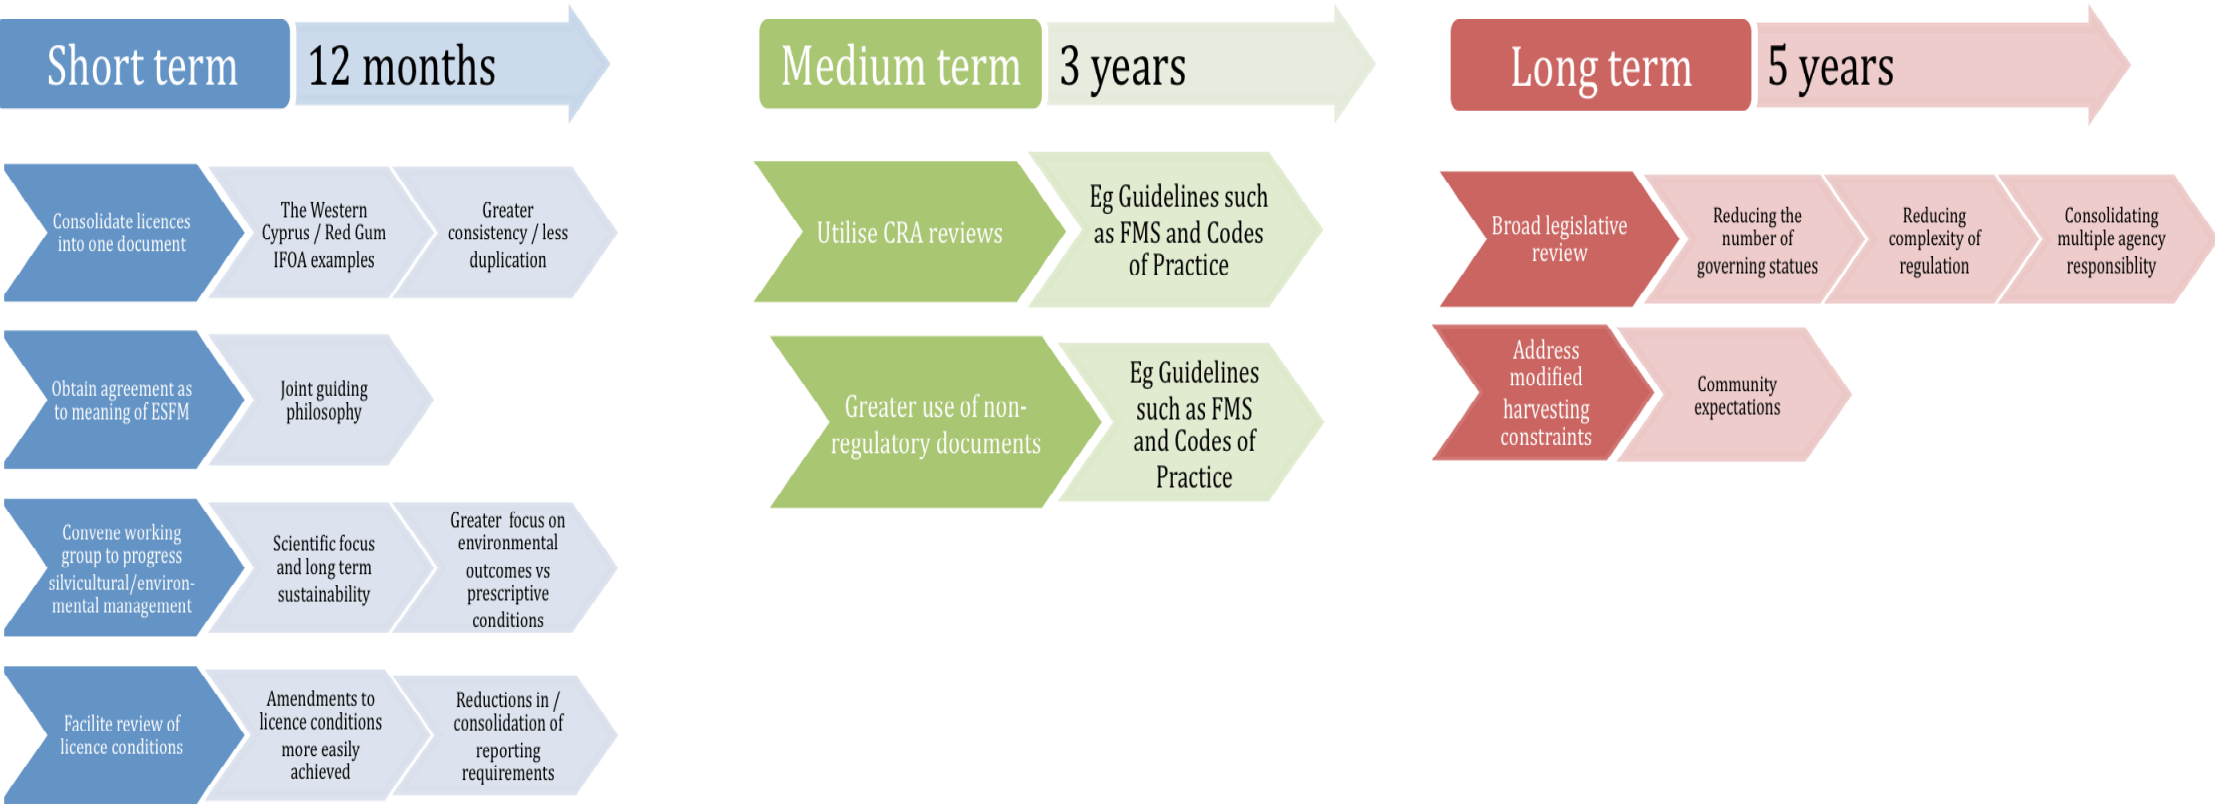 Short term
12 months
Consolidate licences
into one document
The Western
Cyprus / Red Gum
IFOA examples
Greater
consistency / less
duplication
Obtain agreement as
to meaning of ESFM
Joint guiding
philosophy
Convene working
group to progress
silvicultural/environ-
mental management
Scientific focus
and long term
sustainability
Greater focus on
environmental
outcomes vs
prescriptive
conditions
Facilite review of
licence conditions
Amendments to
licence conditions
more easily
achieved
Reductions in /
consolidation of
reporting
requirements
Medium term
3 years
Utilise CRA reviews
Eg Guidelines such
as FMS and Codes
of Practice
Greater use of non-
regulatory documents
Eg Guidelines
such as FMS
and Codes of
Practice
Long term
5 years
Broad legislative
review
Reducing the
number of
governing statues
Reducing
complexity of
regulation
Consolidating
multiple agency
responsiblity
Address
modified
harvesting
constraints
Community
expectations